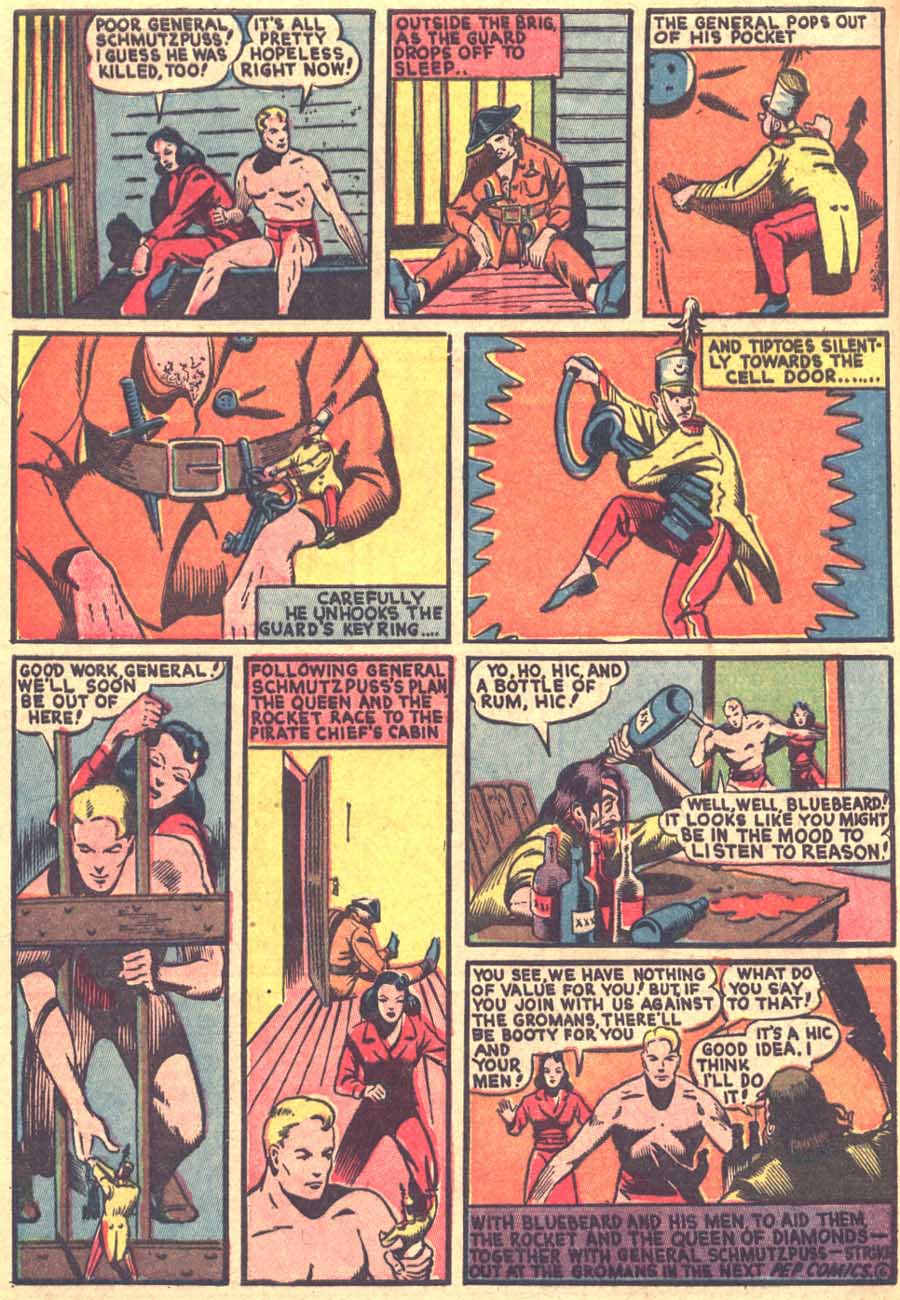 POOR GENERAL
SCHMUTZPUSS!
I GUESS HE WAS
KILLED, TOO!
IT'S ALL
PRETTY
HOPELESS
RIGHT NOW!
OUTSIDE THE BRIG,
AS THE GUARD
DROPS OFF TO
SLEEP..
THE GENERAL POPS OUT
OF HIS POCKET
CAREFULLY
HE UNHOOKS THE
GUARD'S KEY RING....
AND TIPTOES SILENT-
LY TOWARDS THE
CELL DOOR.......
GOOD WORK, GENERAL!
WE'LL SOON
BE OUT OF
HERE!
FOLLOWING GENERAL
SCHMUTZPUSS'S PLAN
THE QUEEN AND THE
ROCKET RACE TO THE
PIRATE CHIEF'S CABIN
YO, HO, HIC, AND
A BOTTLE OF
RUM, HIC!
XX
WELL, WELL, BLUEBEARD!
IT LOOKS LIKE YOU MIGHT
BE IN THE MOOD TO
LISTEN TO REASON!
XXX
YOU SEE, WE HAVE NOTHING
OF VALUE FOR YOU! BUT, IF
YOU JOIN WITH US AGAINST
THE GROMANS, THERE'LL
BE BOOTY FOR YOU
AND
YOUR
MEN!
WHAT DO
YOU SAY
TO THAT!
IT'S A HIC
GOOD IDEA. I
THINK
I'LL DO
IT!
WITH BLUEBEARD AND HIS MEN, TO AID THEM,
THE ROCKET AND THE QUEEN OF DIAMONDS—
TOGETHER WITH GENERAL SCHMUTZPUSS—STRIKE
OUT AT THE GROMANS IN THE NEXT PEP COMICS.